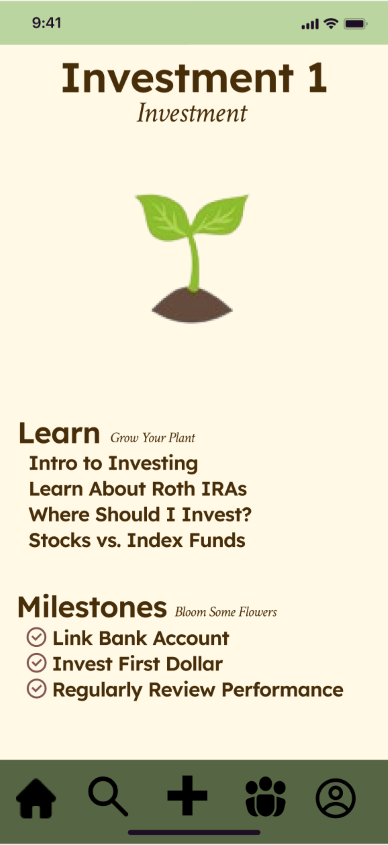 9:41
Investment 1
Investment
Learn Grow Your Plant
Intro to Investing
Learn About Roth IRAs
Where Should I Invest?
Stocks vs. Index Funds
Milestones Bloom Some Flowers
Link Bank Account
Invest First Dollar
Regularly Review Performance